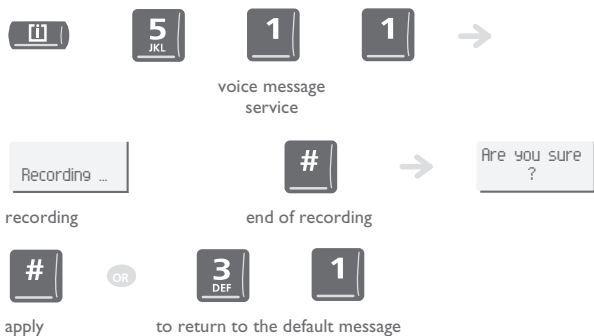 [i] 5 JKL 1 1
voice message
service
Recording ... # Are you sure
?
recording end of recording
# OR 3 DEF 1
apply to return to the default message